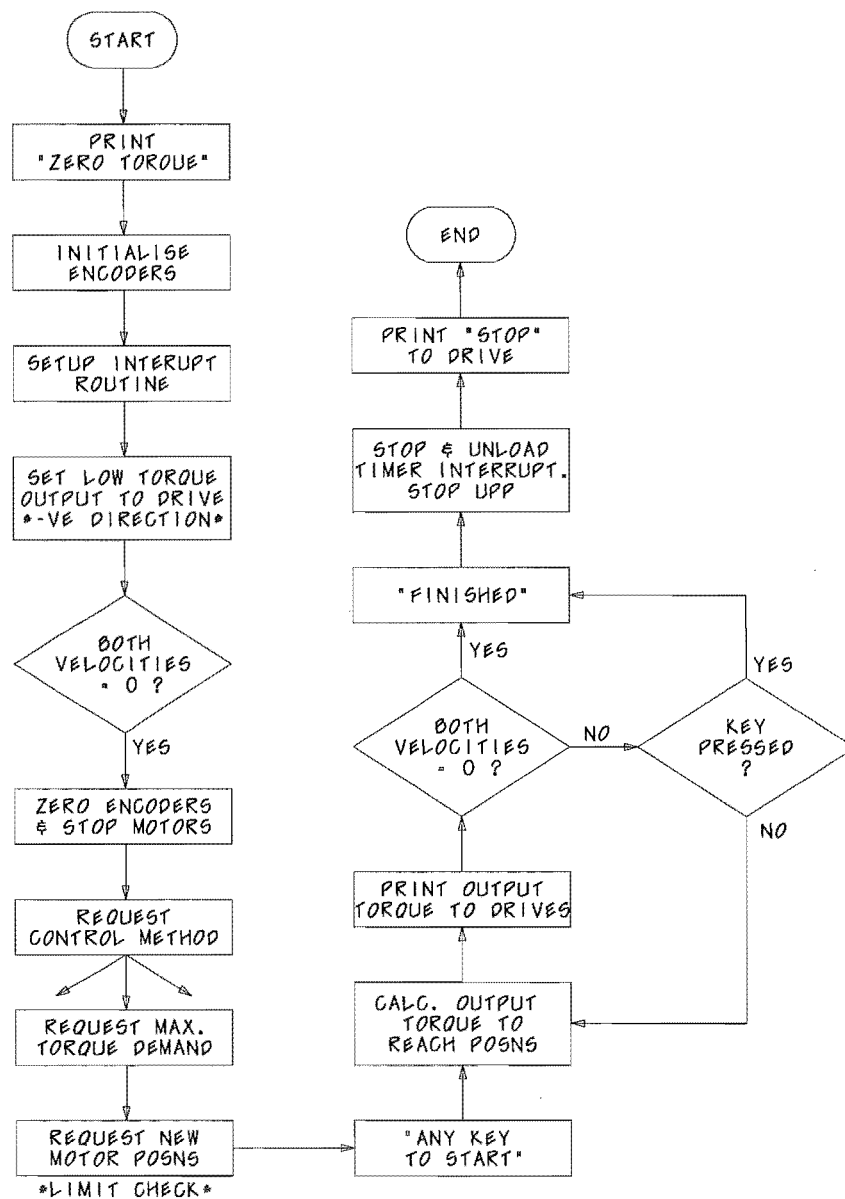 START
PRINT
"ZERO TORQUE"
INITIALISE
ENCODERS
SETUP INTERUPT
ROUTINE
SET LOW TORQUE
OUTPUT TO DRIVE
*-VE DIRECTION*
BOTH
VELOCITIES
= 0 ?
YES
ZERO ENCODERS
& STOP MOTORS
REQUEST
CONTROL METHOD
REQUEST MAX.
TORQUE DEMAND
REQUEST NEW
MOTOR POSNS
*LIMIT CHECK*
"ANY KEY
TO START"
CALC. OUTPUT
TORQUE TO
REACH POSNS
PRINT OUTPUT
TORQUE TO DRIVES
BOTH
VELOCITIES
= 0 ?
NO
YES
KEY
PRESSED
?
YES
NO
"FINISHED"
STOP & UNLOAD
TIMER INTERRUPT.
STOP UPP
PRINT "STOP"
TO DRIVE
END